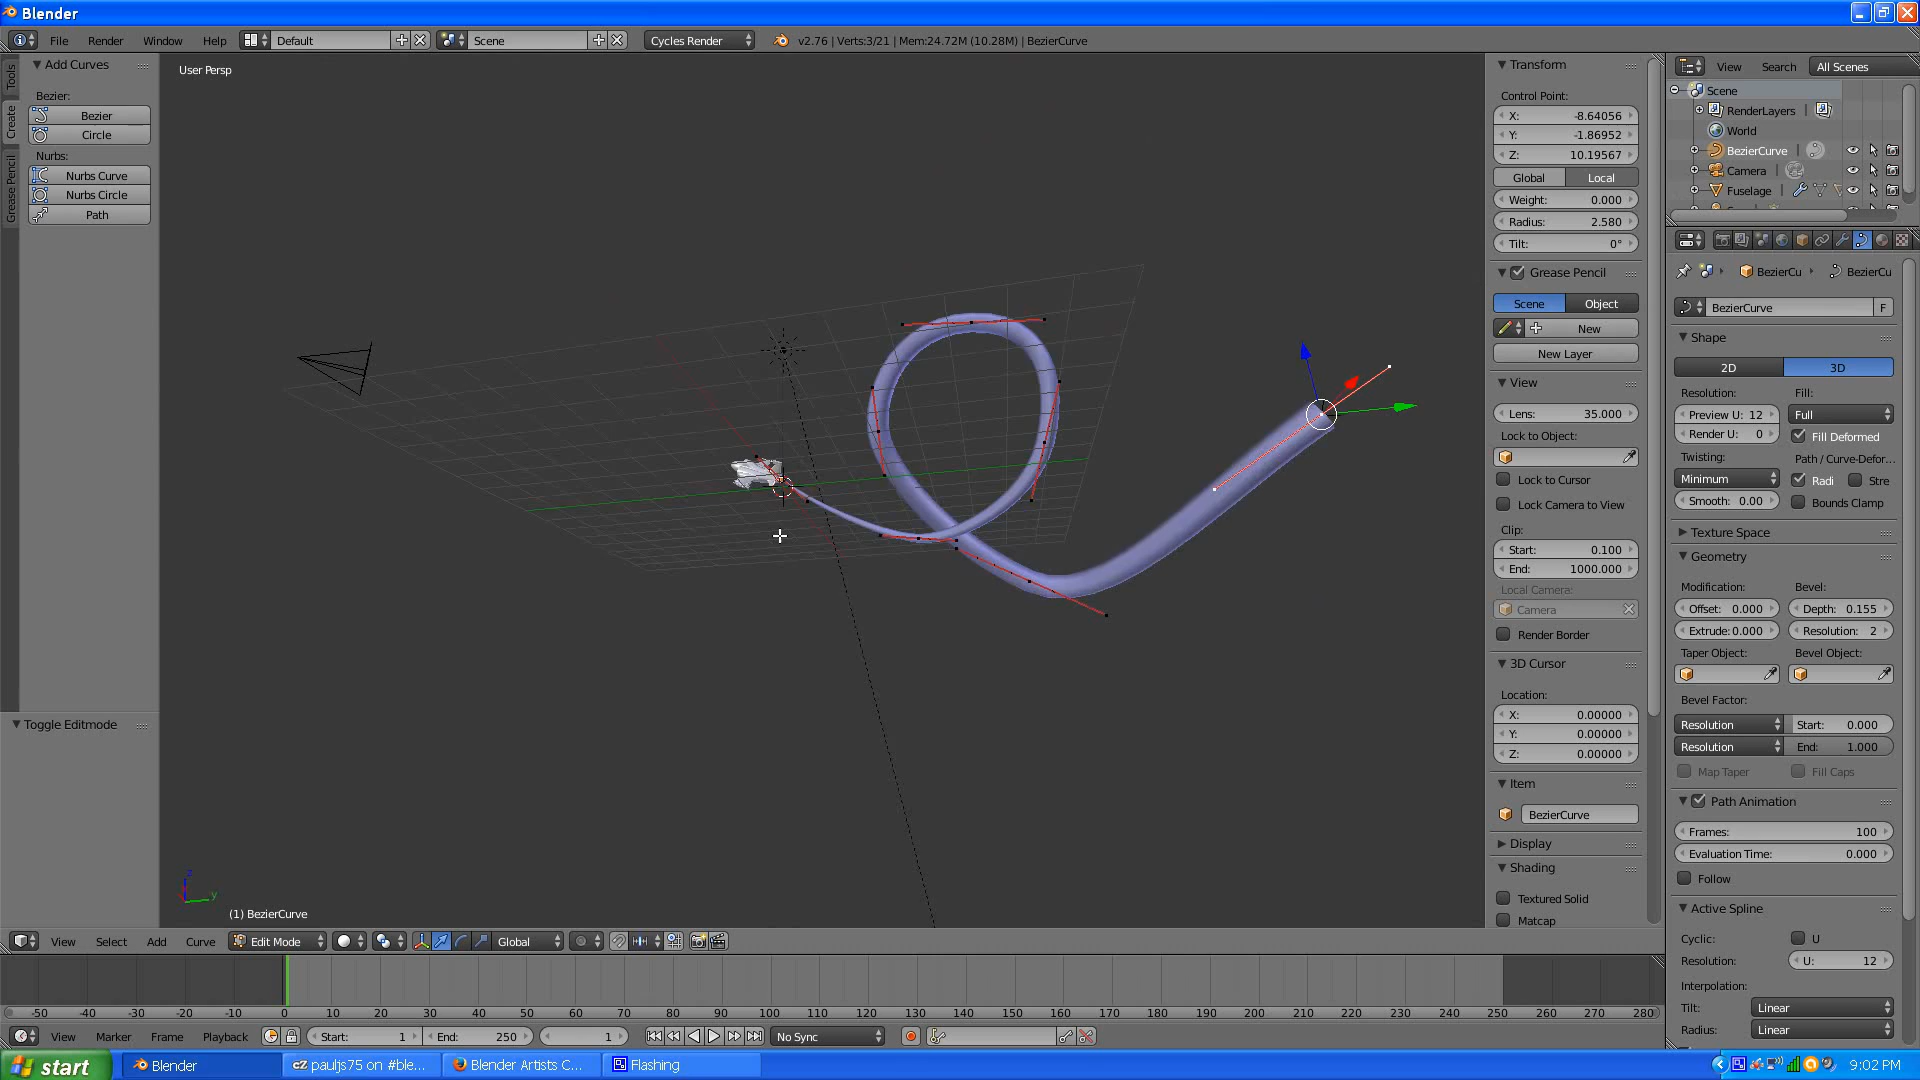 Blender
File Render Window Help Default Scene Cycles Render v2.76 | Verts:3/21 | Mem:24.72M (10.28M) | BezierCurve
Tools
Create
Grease Pencil
Add Curves
Bezier:
Bezier
Circle
Nurbs:
Nurbs Curve
Nurbs Circle
Path
Toggle Editmode
User Persp
z
y
(1) BezierCurve
Transform
Control Point:
X: -8.64056
Y: -1.86952
Z: 10.19567
Global Local
Weight: 0.000
Radius: 2.580
Tilt: 0°
Grease Pencil
Scene Object
New
New Layer
View
Lens: 35.000
Lock to Object:
Lock to Cursor
Lock Camera to View
Clip:
Start: 0.100
End: 1000.000
Local Camera:
Camera
Render Border
3D Cursor
Location:
X: 0.00000
Y: 0.00000
Z: 0.00000
Item
BezierCurve
Display
Shading
Textured Solid
Matcap
View Search All Scenes
Scene
RenderLayers
World
BezierCurve
Camera
Fuselage
BezierCu BezierCu
BezierCurve F
Shape
2D 3D
Resolution: Fill:
Preview U: 12 Full
Render U: 0 Fill Deformed
Twisting: Path / Curve-Defor...
Minimum Radi Stre
Smooth: 0.00 Bounds Clamp
Texture Space
Geometry
Modification: Bevel:
Offset: 0.000 Depth: 0.155
Extrude: 0.000 Resolution: 2
Taper Object: Bevel Object:
Bevel Factor:
Resolution Start: 0.000
Resolution End: 1.000
Map Taper Fill Caps
Path Animation
Frames: 100
Evaluation Time: 0.000
Follow
Active Spline
Cyclic: U
Resolution: U: 12
Interpolation:
Tilt: Linear
Radius: Linear
View Select Add Curve Edit Mode Global
-50 -40 -30 -20 -10 0 10 20 30 40 50 60 70 80 90 100 110 120 130 140 150 160 170 180 190 200 210 220 230 240 250 260 270 280
View Marker Frame Playback Start: 1 End: 250 1 No Sync
start Blender cZ pauljs75 on #ble... Blender Artists C... Flashing 9:02 PM